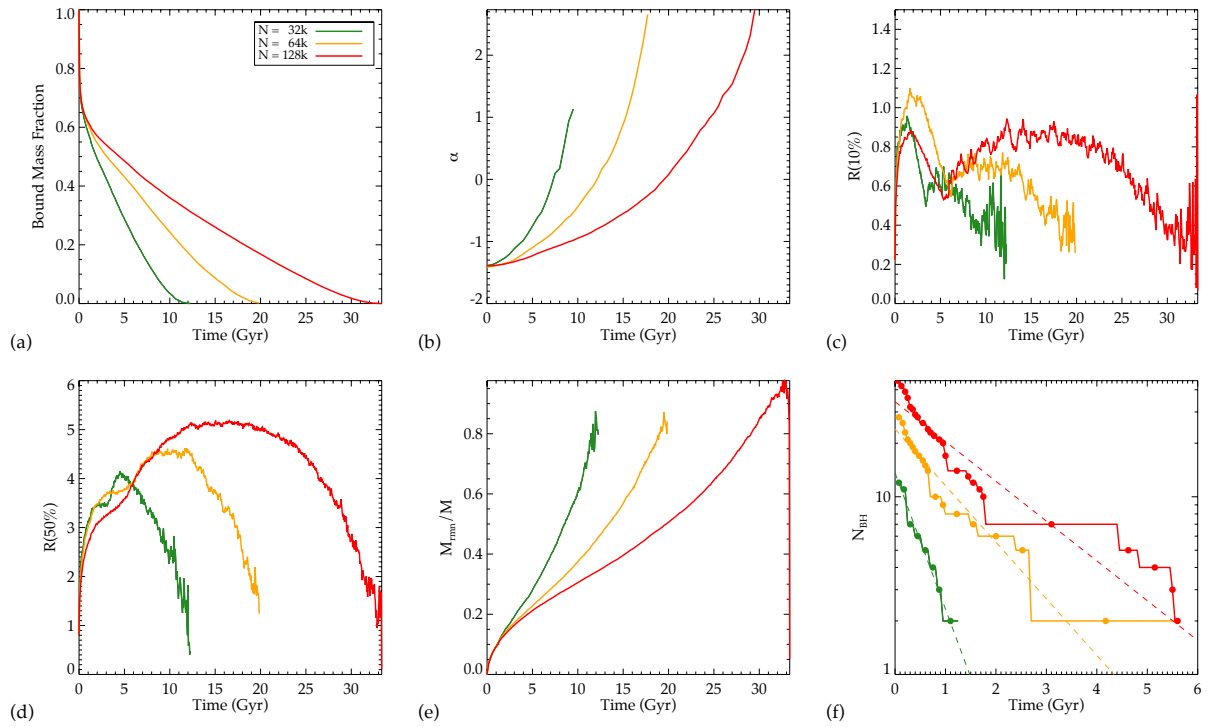 1.0
0.8
0.6
0.4
0.2
0.0
Bound Mass Fraction
N = 32k
N = 64k
N = 128k
0 5 10 15 20 25 30
Time (Gyr)
(a)
2
1
0
-1
-2
α
0 5 10 15 20 25 30
Time (Gyr)
(b)
1.4
1.2
1.0
0.8
0.6
0.4
0.2
0.0
R(10%)
0 5 10 15 20 25 30
Time (Gyr)
(c)
6
5
4
3
2
1
0
R(50%)
0 5 10 15 20 25 30
Time (Gyr)
(d)
0.8
0.6
0.4
0.2
0.0
M_rmn/M
0 5 10 15 20 25 30
Time (Gyr)
(e)
10
1
N_BH
0 1 2 3 4 5 6
Time (Gyr)
(f)